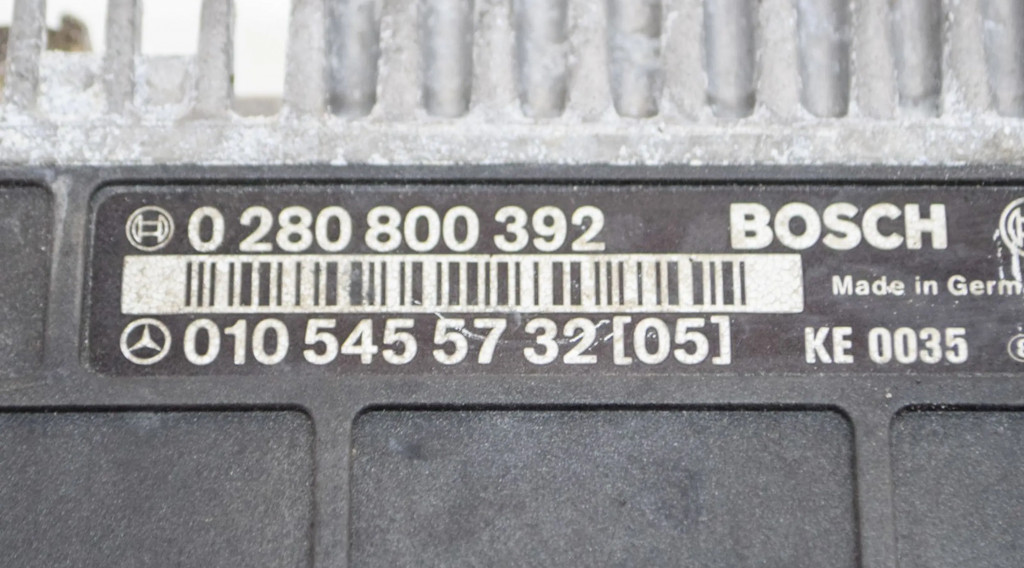 0 280 800 392
BOSCH
Made in Germ
010 545 57 32 [05]
KE 0035